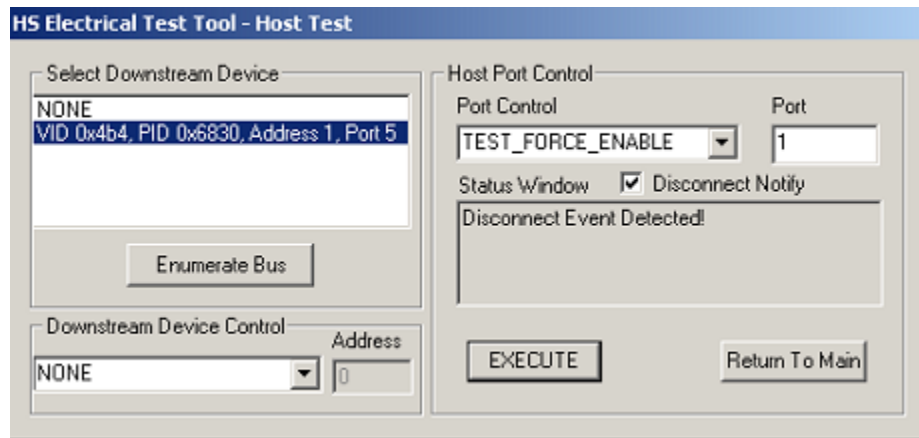 HS Electrical Test Tool - Host Test
Select Downstream Device
NONE
VID 0x4b4, PID 0x6830, Address 1, Port 5
Enumerate Bus
Downstream Device Control
Address
NONE
0
Host Port Control
Port Control
Port
TEST_FORCE_ENABLE
1
Status Window
Disconnect Notify
Disconnect Event Detected!
EXECUTE
Return To Main